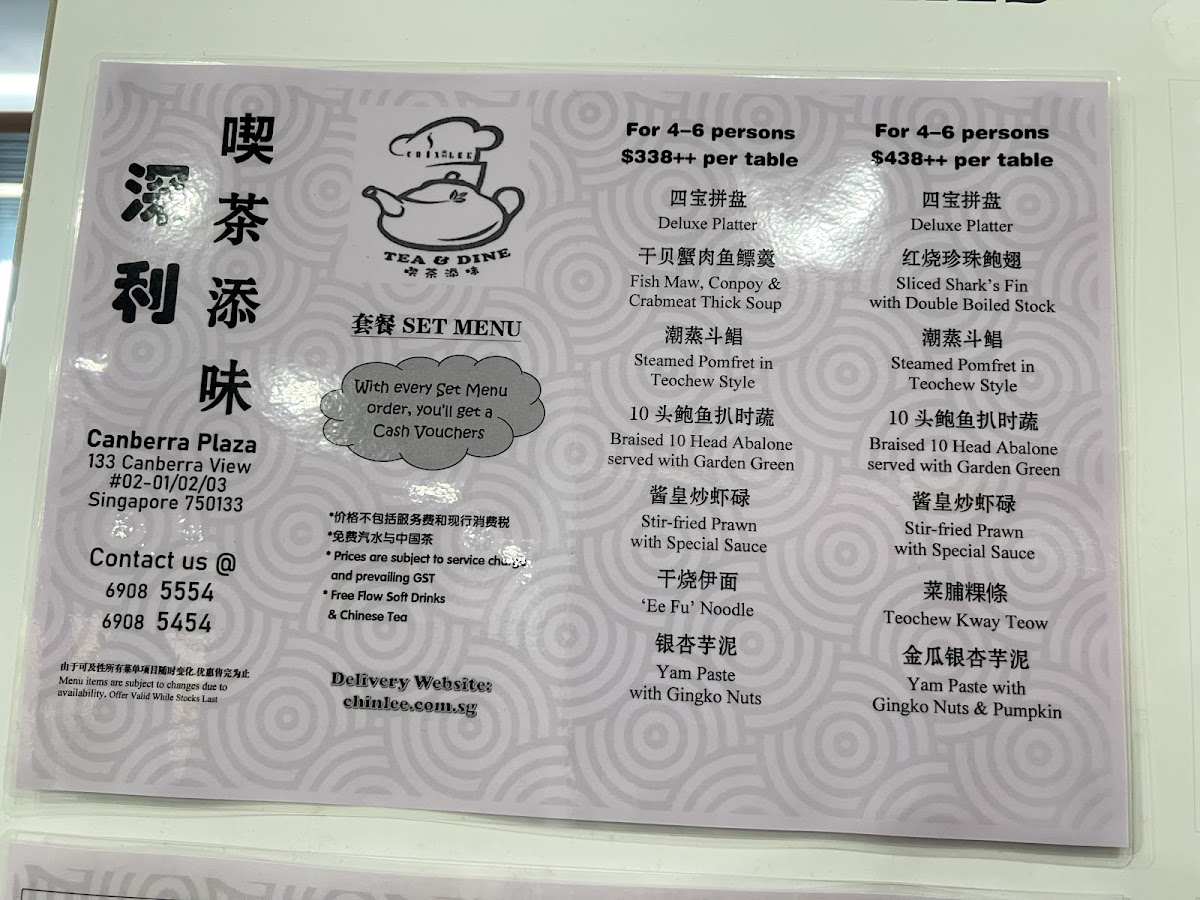 深利
喫茶添味
Canberra Plaza
133 Canberra View
#02-01/02/03
Singapore 750133
Contact us @
6908 5554
6908 5454
由于可及性所有菜单项目随时变化.优惠售完为止
Menu items are subject to changes due to
availability. Offer Valid While Stocks Last
CHIN LEE
TEA & DINE
喫茶添味
套餐 SET MENU
With every Set Menu
order, you'll get a
Cash Vouchers
*价格不包括服务费和现行消费税
*免费汽水与中国茶
* Prices are subject to service charge
and prevailing GST
* Free Flow Soft Drinks
& Chinese Tea
Delivery Website:
chinlee.com.sg
For 4–6 persons
$338++ per table
四宝拼盘
Deluxe Platter
干贝蟹肉鱼鳔羹
Fish Maw, Conpoy &
Crabmeat Thick Soup
潮蒸斗鲳
Steamed Pomfret in
Teochew Style
10 头鲍鱼扒时蔬
Braised 10 Head Abalone
served with Garden Green
酱皇炒虾碌
Stir-fried Prawn
with Special Sauce
干烧伊面
‘Ee Fu’ Noodle
银杏芋泥
Yam Paste
with Gingko Nuts
For 4–6 persons
$438++ per table
四宝拼盘
Deluxe Platter
红烧珍珠鲍翅
Sliced Shark’s Fin
with Double Boiled Stock
潮蒸斗鲳
Steamed Pomfret in
Teochew Style
10 头鲍鱼扒时蔬
Braised 10 Head Abalone
served with Garden Green
酱皇炒虾碌
Stir-fried Prawn
with Special Sauce
菜脯粿條
Teochew Kway Teow
金瓜银杏芋泥
Yam Paste with
Gingko Nuts & Pumpkin